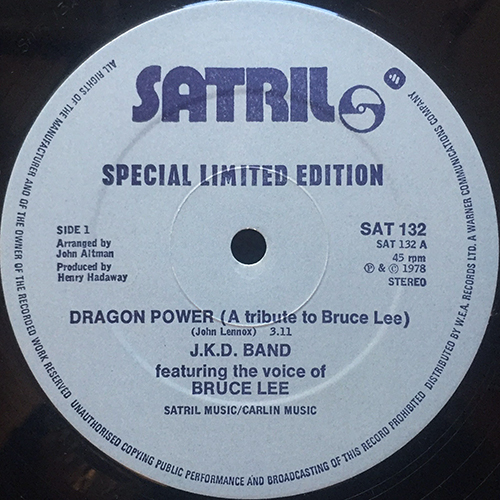 SATRIL
SPECIAL LIMITED EDITION
SIDE 1
Arranged by
John Altman
Produced by
Henry Hadaway
SAT 132
SAT 132 A
45 rpm
℗ & © 1978
STEREO
DRAGON POWER (A tribute to Bruce Lee)
(John Lennox) 3.11
J.K.D. BAND
featuring the voice of
BRUCE LEE
SATRIL MUSIC/CARLIN MUSIC
ALL RIGHTS OF THE MANUFACTURER AND OF THE OWNER OF THE RECORDED WORK RESERVED UNAUTHORISED COPYING PUBLIC PERFORMANCE AND BROADCASTING OF THIS RECORD PROHIBITED DISTRIBUTED BY W.E.A. RECORDS LTD. A WARNER COMMUNICATIONS COMPANY